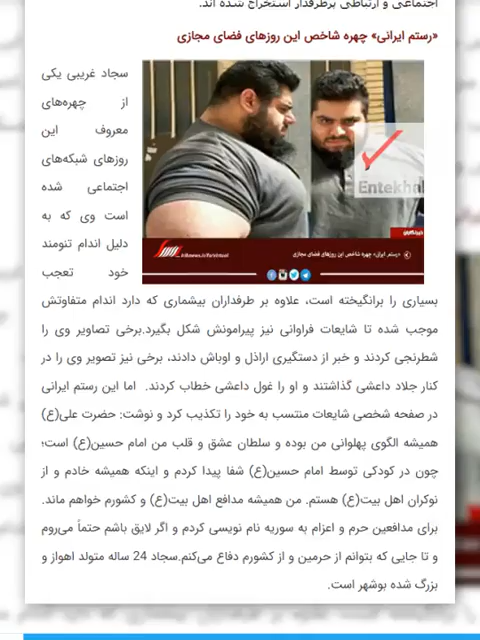 اجتماعی و ارتباطی پرطرفدار استخراج شده اند.
«رستم ایرانی» چهره شاخص این روزهای فضای مجازی
سجاد غریبی یکی
از چهره‌های
معروف این
روزهای شبکه‌های
اجتماعی شده
است وی که به
دلیل اندام تنومند
خود تعجب
Entekhab
خبرنگاران
«رستم ایران» چهره شاخص این روزهای فضای مجازی
بسیاری را برانگیخته است، علاوه بر طرفداران بیشماری که دارد اندام متفاوتش
موجب شده تا شایعات فراوانی نیز پیرامونش شکل بگیرد.برخی تصاویر وی را
شطرنجی کردند و خبر از دستگیری اراذل و اوباش دادند، برخی نیز تصویر وی را در
کنار جلاد داعشی گذاشتند و او را غول داعشی خطاب کردند. اما این رستم ایرانی
در صفحه شخصی شایعات منتسب به خود را تکذیب کرد و نوشت: حضرت علی(ع)
همیشه الگوی پهلوانی من بوده و سلطان عشق و قلب من امام حسین(ع) است؛
چون در کودکی توسط امام حسین(ع) شفا پیدا کردم و اینکه همیشه خادم و از
نوکران اهل بیت(ع) هستم. من همیشه مدافع اهل بیت(ع) و کشورم خواهم ماند.
برای مدافعین حرم و اعزام به سوریه نام نویسی کردم و اگر لایق باشم حتماً می‌روم
و تا جایی که بتوانم از حرمین و از کشورم دفاع می‌کنم.سجاد 24 ساله متولد اهواز و
بزرگ شده بوشهر است.